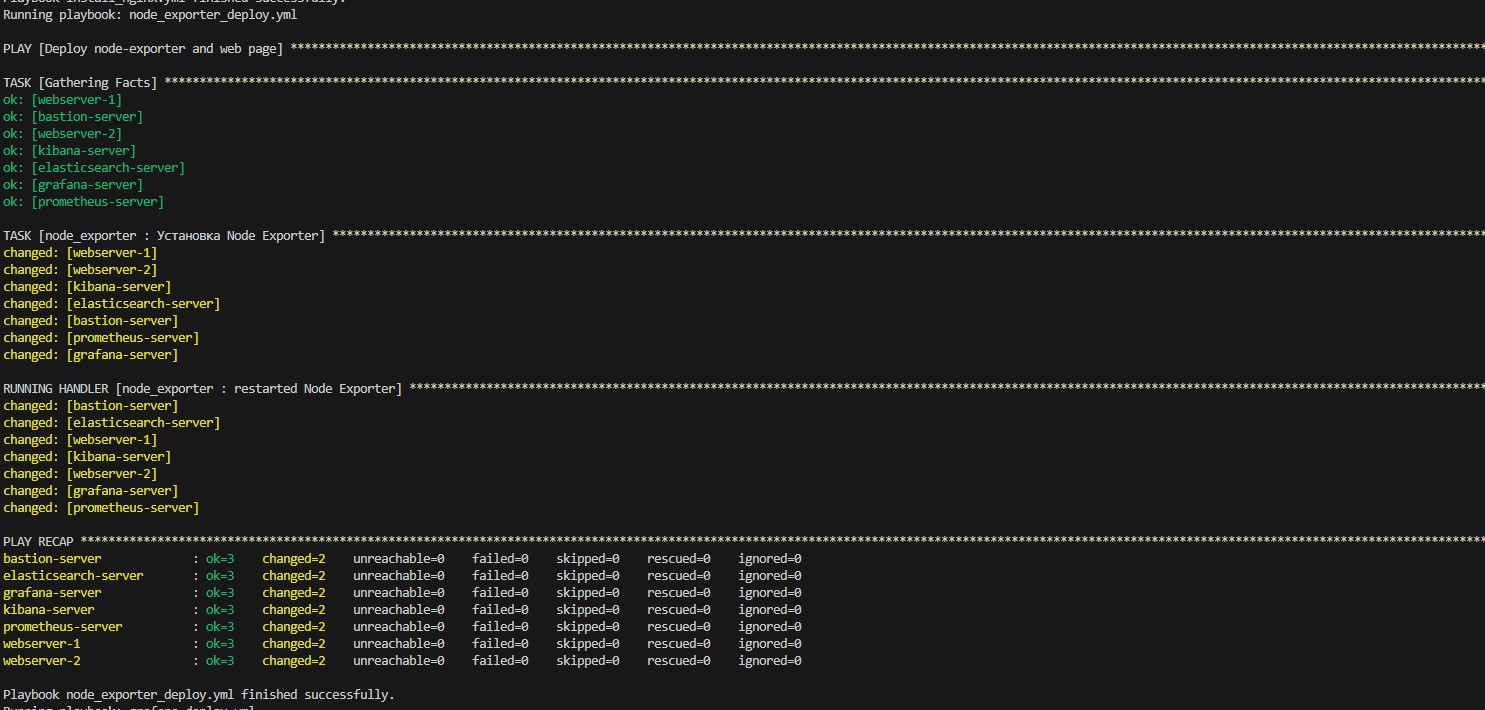 Playbook install_nginx.yml finished successfully.
Running playbook: node_exporter_deploy.yml
PLAY [Deploy node-exporter and web page] ****************************************************************************************************************************************************************************
TASK [Gathering Facts] **********************************************************************************************************************************************************************************************
ok: [webserver-1]
ok: [bastion-server]
ok: [webserver-2]
ok: [kibana-server]
ok: [elasticsearch-server]
ok: [grafana-server]
ok: [prometheus-server]
TASK [node_exporter : Установка Node Exporter] **********************************************************************************************************************************************************************
changed: [webserver-1]
changed: [webserver-2]
changed: [kibana-server]
changed: [elasticsearch-server]
changed: [bastion-server]
changed: [prometheus-server]
changed: [grafana-server]
RUNNING HANDLER [node_exporter : restarted Node Exporter] ***********************************************************************************************************************************************************
changed: [bastion-server]
changed: [elasticsearch-server]
changed: [webserver-1]
changed: [kibana-server]
changed: [webserver-2]
changed: [grafana-server]
changed: [prometheus-server]
PLAY RECAP **********************************************************************************************************************************************************************************************************
bastion-server             : ok=3    changed=2    unreachable=0    failed=0    skipped=0    rescued=0    ignored=0
elasticsearch-server       : ok=3    changed=2    unreachable=0    failed=0    skipped=0    rescued=0    ignored=0
grafana-server             : ok=3    changed=2    unreachable=0    failed=0    skipped=0    rescued=0    ignored=0
kibana-server              : ok=3    changed=2    unreachable=0    failed=0    skipped=0    rescued=0    ignored=0
prometheus-server          : ok=3    changed=2    unreachable=0    failed=0    skipped=0    rescued=0    ignored=0
webserver-1                : ok=3    changed=2    unreachable=0    failed=0    skipped=0    rescued=0    ignored=0
webserver-2                : ok=3    changed=2    unreachable=0    failed=0    skipped=0    rescued=0    ignored=0
Playbook node_exporter_deploy.yml finished successfully.
Running playbook: grafana_deploy.yml